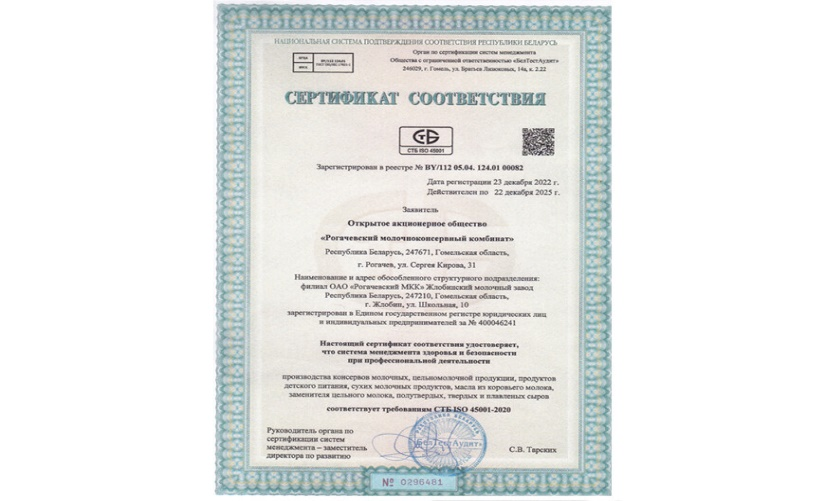 НАЦИОНАЛЬНАЯ СИСТЕМА ПОДТВЕРЖДЕНИЯ СООТВЕТСТВИЯ РЕСПУБЛИКИ БЕЛАРУСЬ
Орган по сертификации систем менеджмента
Общества с ограниченной ответственностью «БелТестАудит»
246029, г. Гомель, ул. Братьев Лизюковых, 14а, к. 2.22
СЕРТИФИКАТ СООТВЕТСТВИЯ
СТБ
СТБ ISO 45001
Зарегистрирован в реестре № BY/112 05.04. 124.01 00082
Дата регистрации 23 декабря 2022 г.
Действителен по 22 декабря 2025 г.
Заявитель
Открытое акционерное общество
«Рогачевский молочноконсервный комбинат»
Республика Беларусь, 247671, Гомельская область,
г. Рогачев, ул. Сергея Кирова, 31
Наименование и адрес обособленного структурного подразделения:
филиал ОАО «Рогачевский МКК» Жлобинский молочный завод
Республика Беларусь, 247210, Гомельская область,
г. Жлобин, ул. Школьная, 10
зарегистрирован в Едином государственном регистре юридических лиц
и индивидуальных предпринимателей за № 400046241
Настоящий сертификат соответствия удостоверяет,
что система менеджмента здоровья и безопасности
при профессиональной деятельности
производства консервов молочных, цельномолочной продукции, продуктов
детского питания, сухих молочных продуктов, масла из коровьего молока,
заменителя цельного молока, полутвердых, твердых и плавленых сыров
соответствует требованиям СТБ ISO 45001-2020
Руководитель органа по
сертификации систем
менеджмента – заместитель
директора по развитию
«БелТестАудит»
С.В. Тарских
№ 0296481